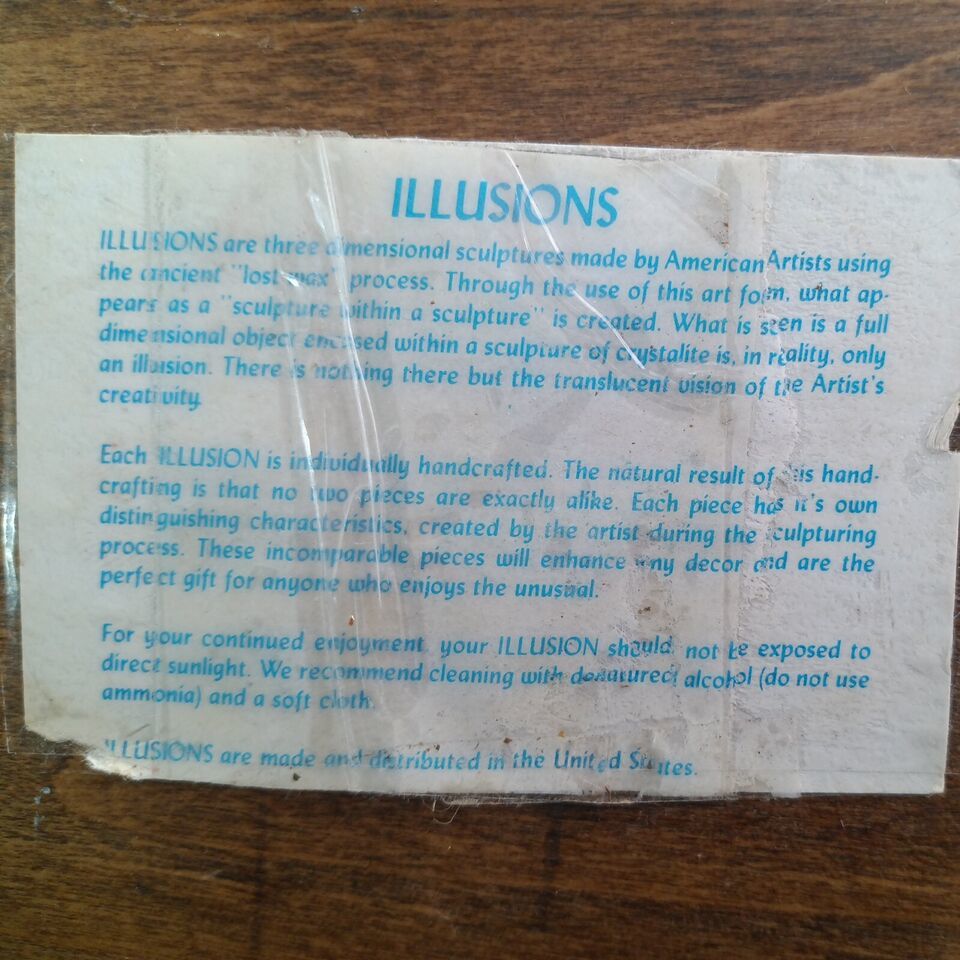 ILLUSIONS
ILLUSIONS are three dimensional sculptures made by American Artists using
the ancient "lost wax" process. Through the use of this art form, what ap-
pears as a "sculpture within a sculpture" is created. What is seen is a full
dimensional object encased within a sculpture of crystalite is, in reality, only
an illusion. There is nothing there but the translucent vision of the Artist's
creativity.
Each ILLUSION is individually handcrafted. The natural result of this hand-
crafting is that no two pieces are exactly alike. Each piece has it's own
distinguishing characteristics, created by the artist during the sculpturing
process. These incomparable pieces will enhance any decor and are the
perfect gift for anyone who enjoys the unusual.
For your continued enjoyment, your ILLUSION should not be exposed to
direct sunlight. We recommend cleaning with denatured alcohol (do not use
ammonia) and a soft cloth.
ILLUSIONS are made and distributed in the United States.